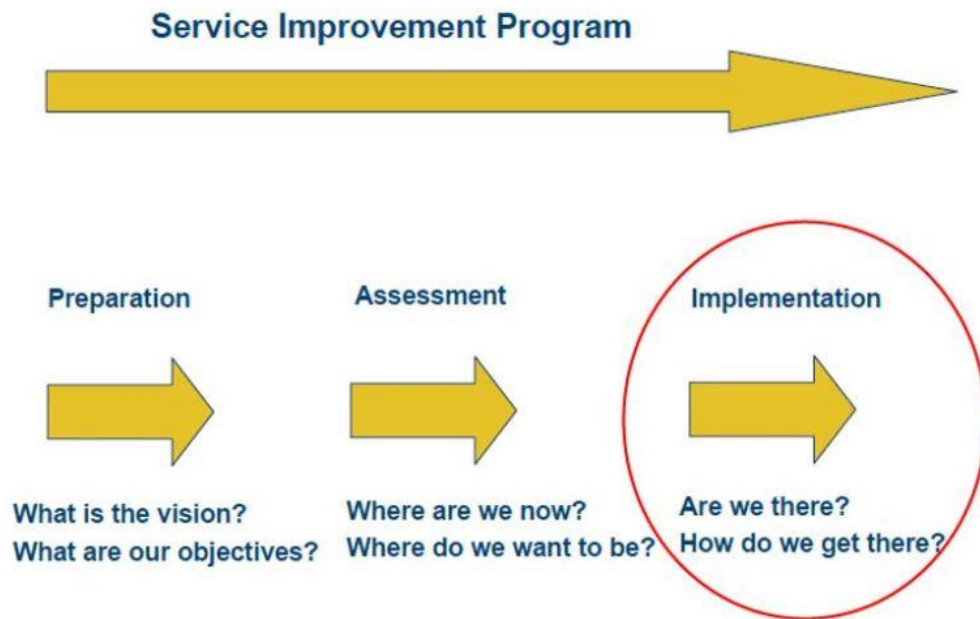 Service Improvement Program
Preparation
Assessment
Implementation
What is the vision?
What are our objectives?
Where are we now?
Where do we want to be?
Are we there?
How do we get there?